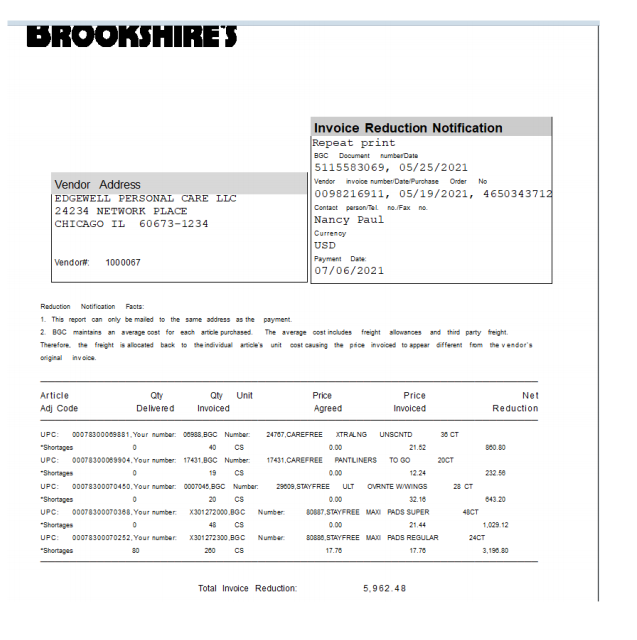 BROOKSHIRE'S
Invoice Reduction Notification
Repeat print
BGC Document number/Date
5115583069, 05/25/2021
Vendor invoice number/Date/Purchase Order No
0098216911, 05/19/2021, 4650343712
Contact person/Tel. no./Fax no.
Nancy Paul
Currency
USD
Payment Date:
07/06/2021
Vendor Address
EDGEWELL PERSONAL CARE LLC
24234 NETWORK PLACE
CHICAGO IL 60673-1234
Vendor#: 1000067
Reduction Notification Facts:
1. This report can only be mailed to the same address as the payment.
2. BGC maintains an average cost for each article purchased. The average cost includes freight allowances and third party freight.
Therefore, the freight is allocated back to the individual article's unit cost causing the price invoiced to appear different from the vendor's
original invoice.
Article Qty Qty Unit Price Price Net
Adj Code Delivered Invoiced Agreed Invoiced Reduction
UPC: 00078300069881,Your number: 06988,BGC Number: 24767,CAREFREE XTRALNG UNSCNTD 36 CT
*Shortages 0 40 CS 0.00 21.52 860.80
UPC: 00078300069904,Your number: 17431,BGC Number: 17431,CAREFREE PANTILINERS TO GO 20CT
*Shortages 0 19 CS 0.00 12.24 232.56
UPC: 00078300070450,Your number: 0007045,BGC Number: 29609,STAYFREE ULT OVRNTE W/WINGS 28 CT
*Shortages 0 20 CS 0.00 32.16 643.20
UPC: 00078300070368,Your number: X301272000,BGC Number: 80887,STAYFREE MAXI PADS SUPER 48CT
*Shortages 0 48 CS 0.00 21.44 1,029.12
UPC: 00078300070252,Your number: X301272300,BGC Number: 80886,STAYFREE MAXI PADS REGULAR 24CT
*Shortages 80 260 CS 17.76 17.76 3,196.80
Total Invoice Reduction: 5,962.48